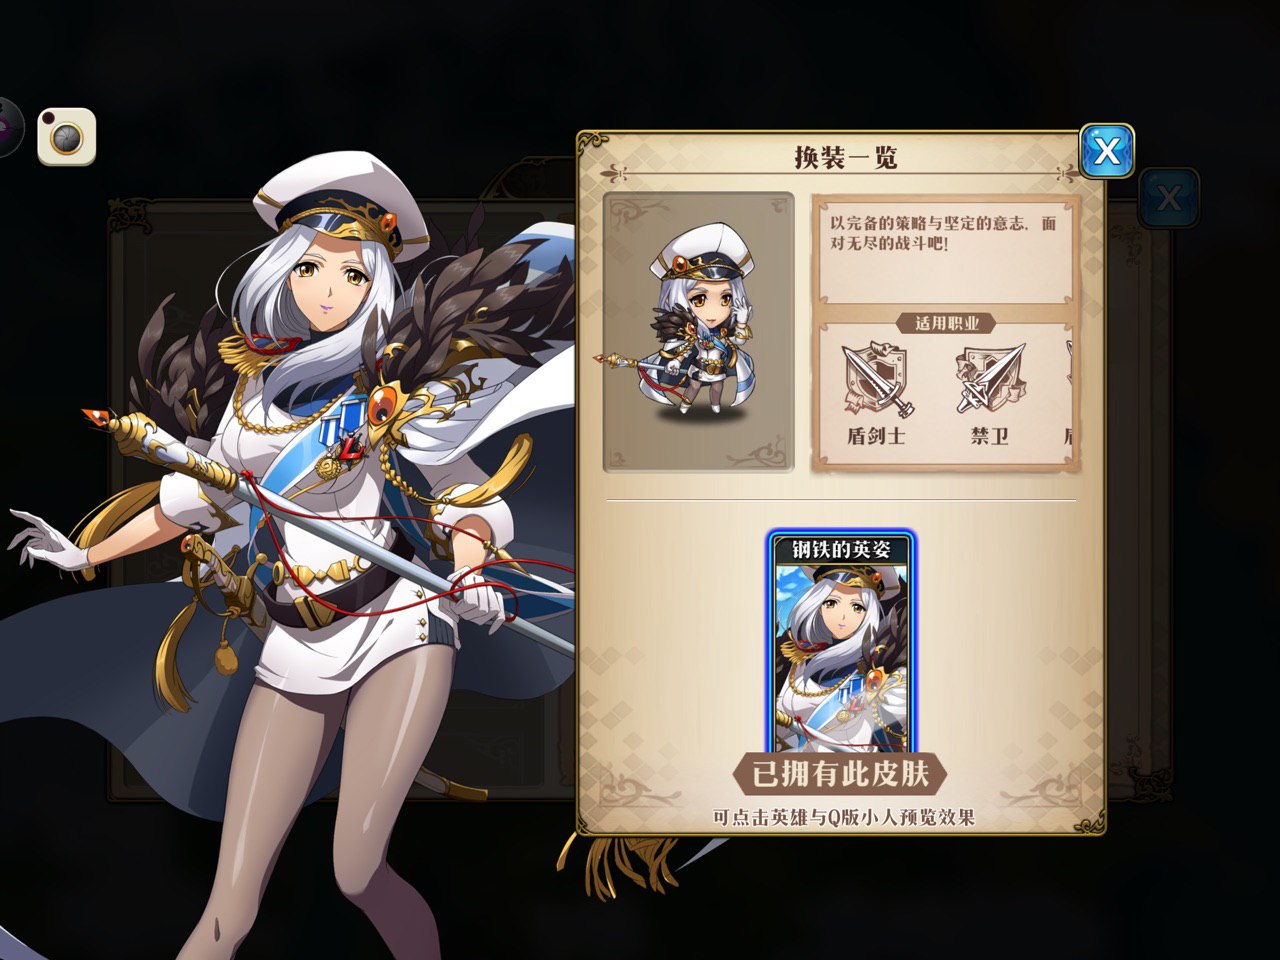 换装一览
以完备的策略与坚定的意志，面
对无尽的战斗吧！
适用职业
盾剑士
禁卫
钢铁的英姿
已拥有此皮肤
可点击英雄与Q版小人预览效果